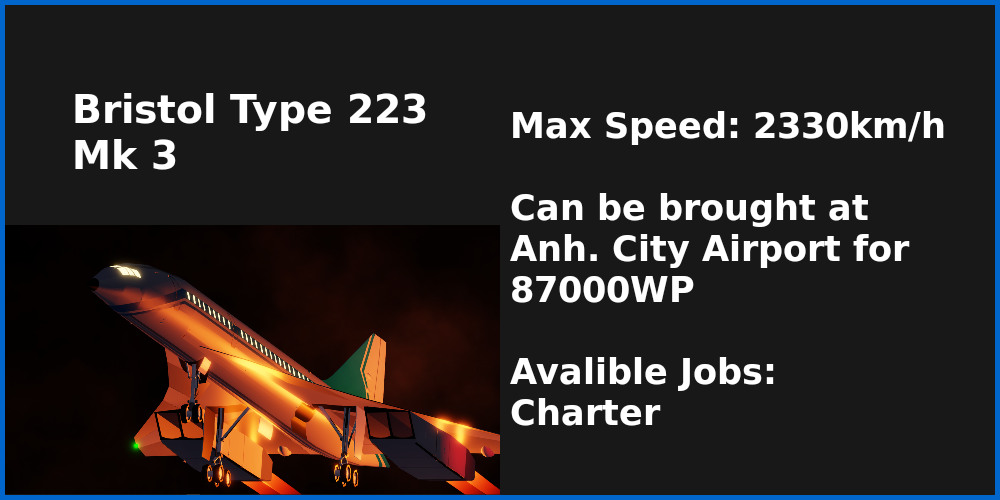 Bristol Type 223
Mk 3
Max Speed: 2330km/h
Can be brought at
Anh. City Airport for
87000WP
Avalible Jobs:
Charter